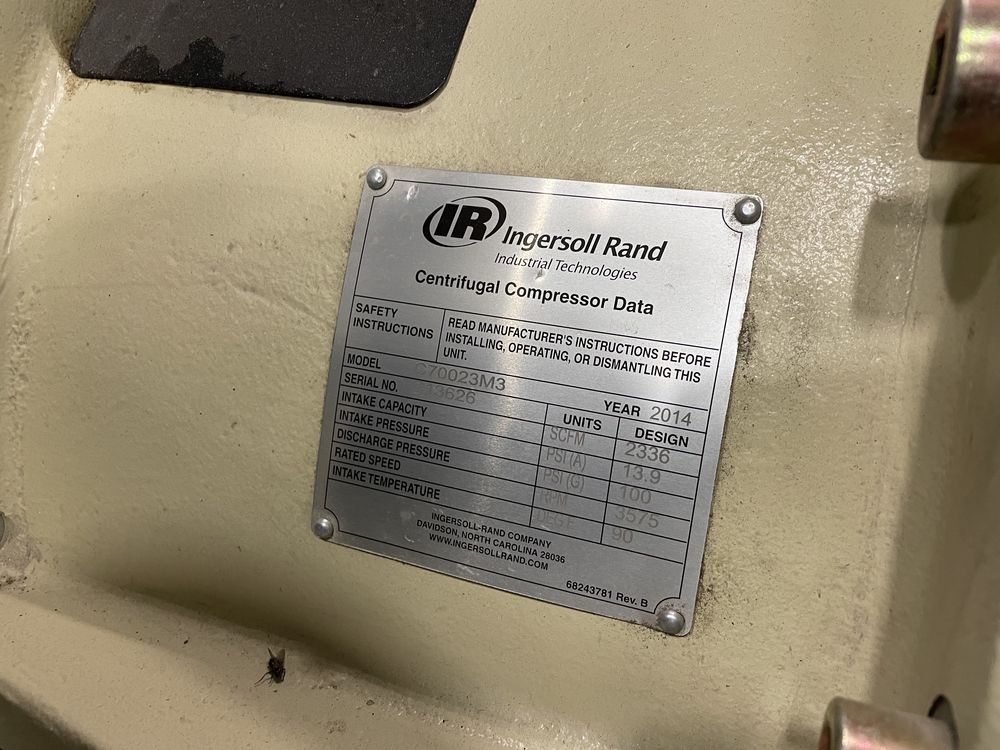 IR Ingersoll Rand
Industrial Technologies
Centrifugal Compressor Data
SAFETY INSTRUCTIONS
READ MANUFACTURER'S INSTRUCTIONS BEFORE
INSTALLING, OPERATING, OR DISMANTLING THIS
UNIT.
MODEL C70023M3
SERIAL NO. YEAR 2014
UNITS DESIGN
INTAKE CAPACITY SCFM 2336
INTAKE PRESSURE PSI(A) 13.9
DISCHARGE PRESSURE PSI(G) 100
RATED SPEED RPM 3575
INTAKE TEMPERATURE DEG F 90
INGERSOLL-RAND COMPANY
DAVIDSON, NORTH CAROLINA 28036
WWW.INGERSOLLRAND.COM
68243781 Rev. B